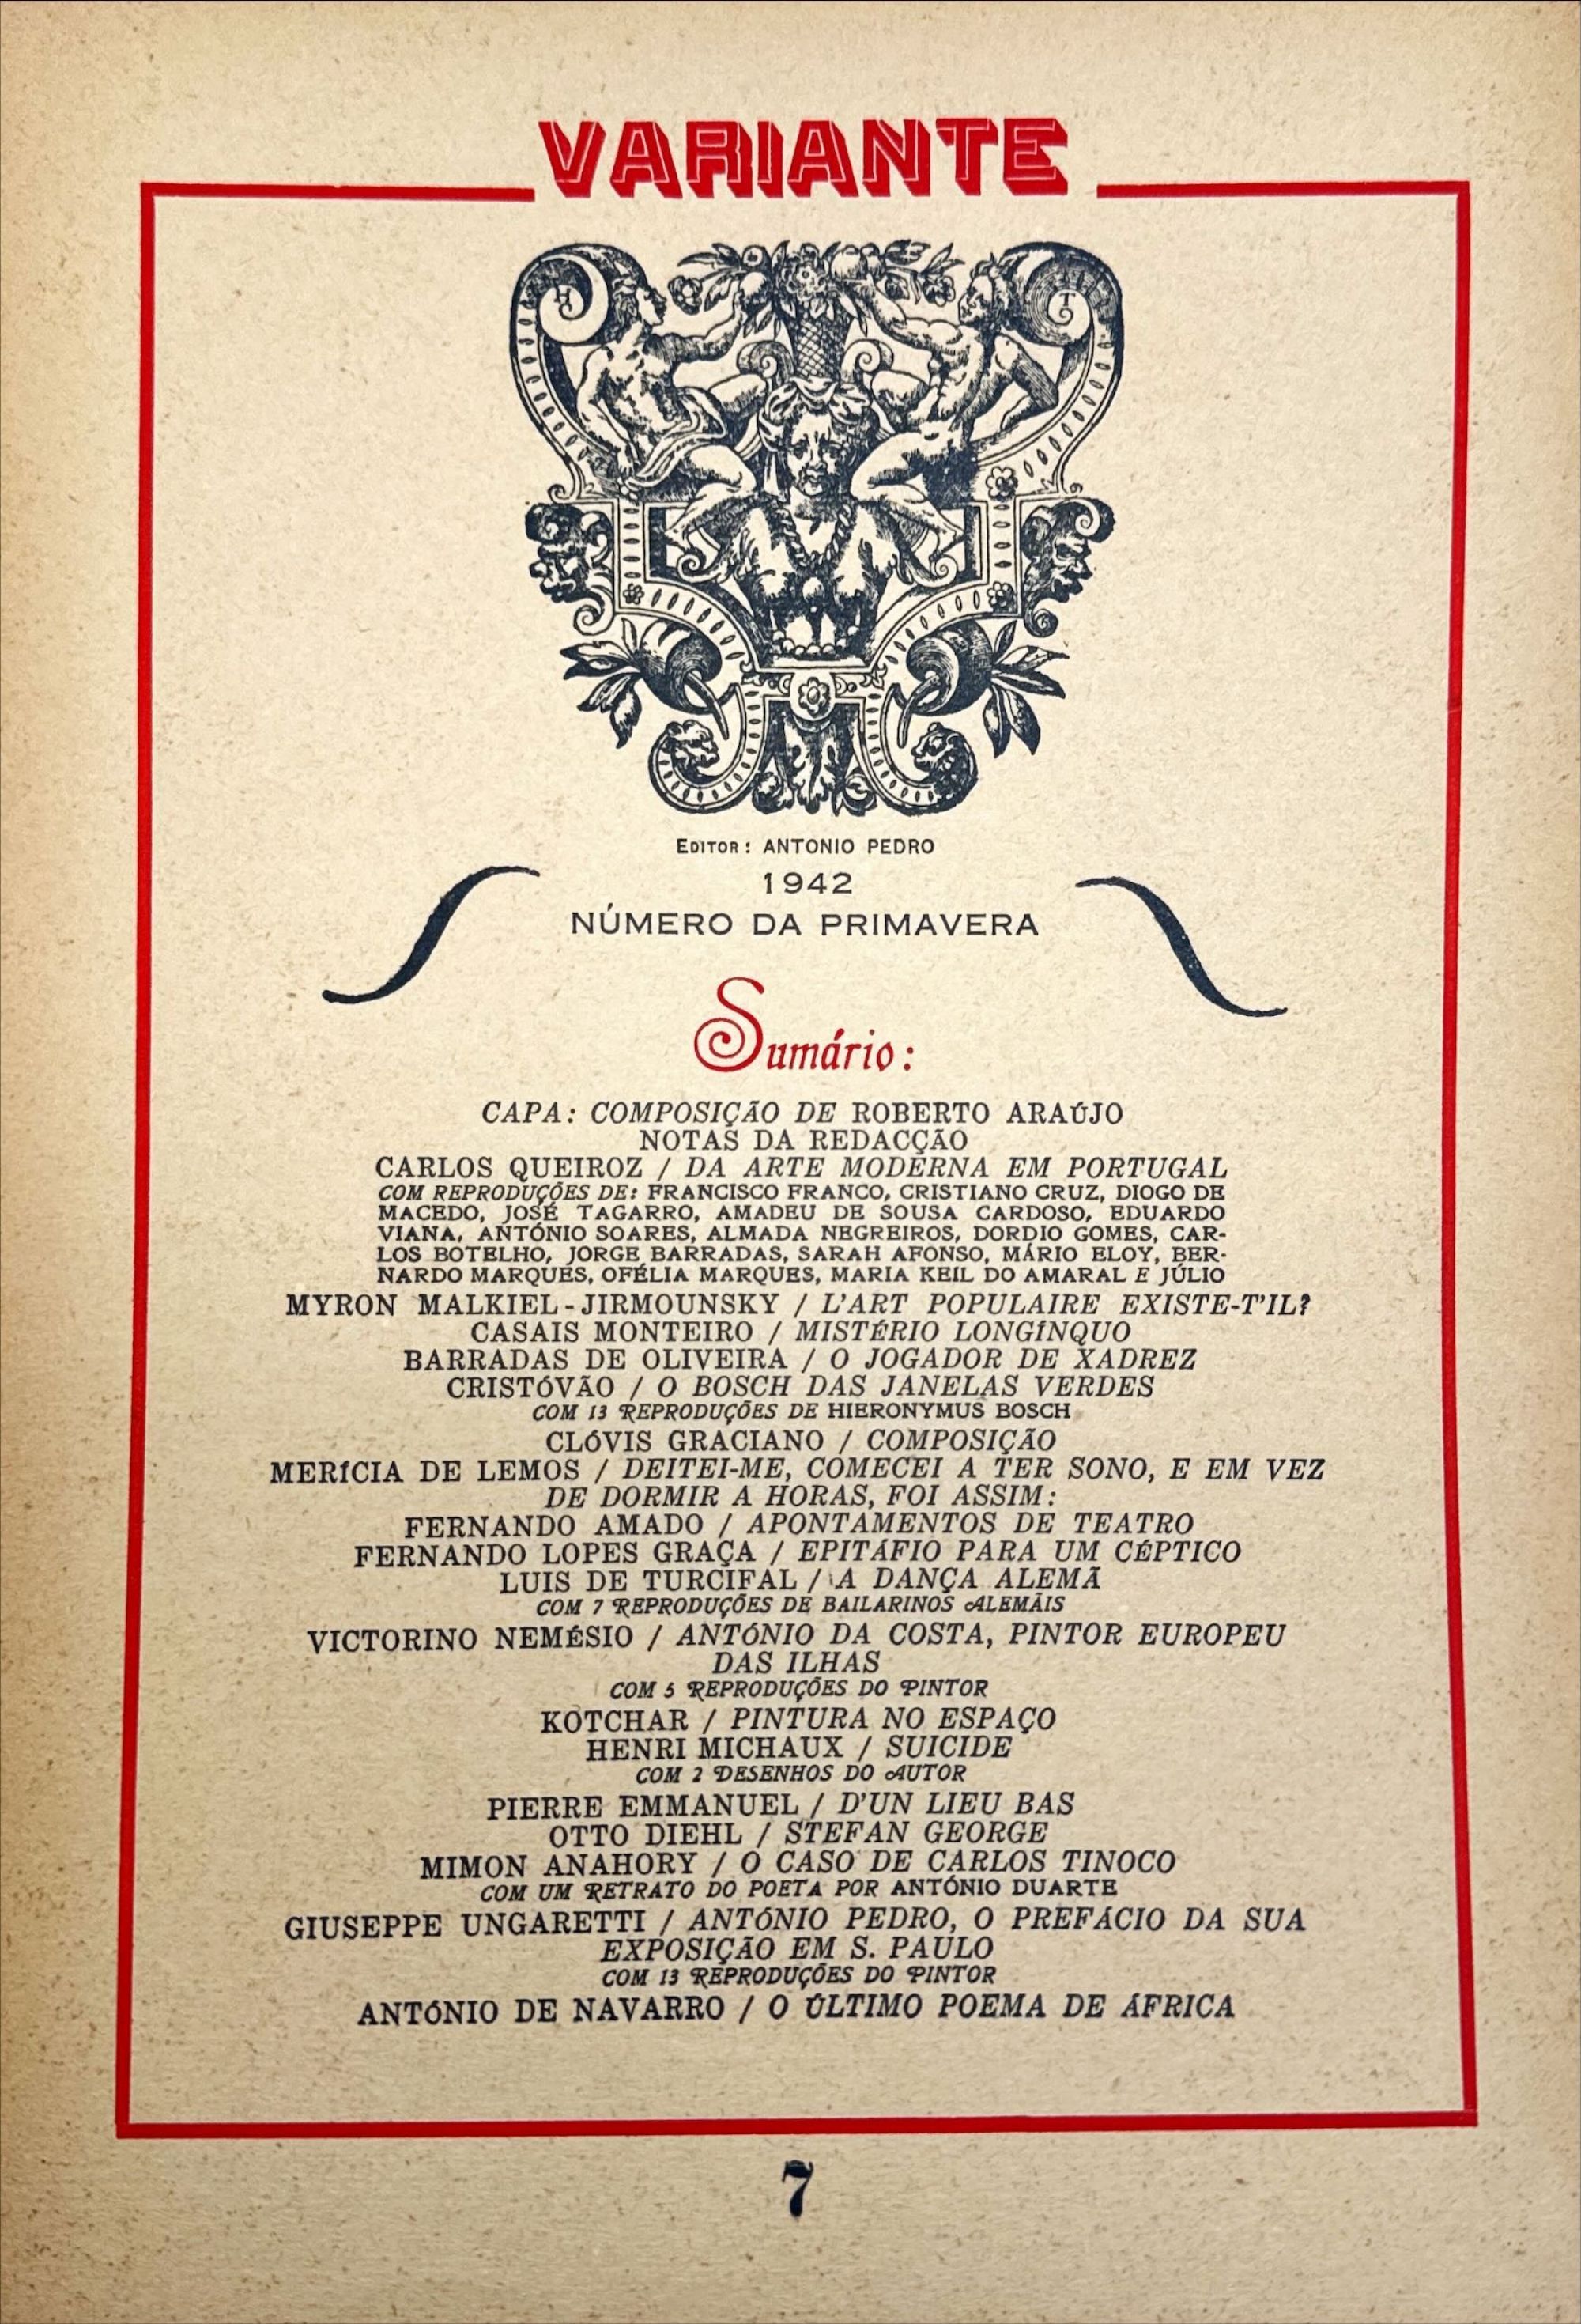 VARIANTE
H T
EDITOR: ANTONIO PEDRO
1942
NÚMERO DA PRIMAVERA
Sumário:
CAPA: COMPOSIÇÃO DE ROBERTO ARAÚJO
NOTAS DA REDACÇÃO
CARLOS QUEIROZ / DA ARTE MODERNA EM PORTUGAL
COM REPRODUÇÕES DE: FRANCISCO FRANCO, CRISTIANO CRUZ, DIOGO DE
MACEDO, JOSÉ TAGARRO, AMADEU DE SOUSA CARDOSO, EDUARDO
VIANA, ANTÓNIO SOARES, ALMADA NEGREIROS, DORDIO GOMES, CAR-
LOS BOTELHO, JORGE BARRADAS, SARAH AFONSO, MÁRIO ELOY, BER-
NARDO MARQUES, OFÉLIA MARQUES, MARIA KEIL DO AMARAL E JÚLIO
MYRON MALKIEL-JIRMOUNSKY / L'ART POPULAIRE EXISTE-T'IL?
CASAIS MONTEIRO / MISTÉRIO LONGÍNQUO
BARRADAS DE OLIVEIRA / O JOGADOR DE XADREZ
CRISTÓVÃO / O BOSCH DAS JANELAS VERDES
COM 13 REPRODUÇÕES DE HIERONYMUS BOSCH
CLÓVIS GRACIANO / COMPOSIÇÃO
MERÍCIA DE LEMOS / DEITEI-ME, COMECEI A TER SONO, E EM VEZ
DE DORMIR A HORAS, FOI ASSIM:
FERNANDO AMADO / APONTAMENTOS DE TEATRO
FERNANDO LOPES GRAÇA / EPITÁFIO PARA UM CÉPTICO
LUIS DE TURCIFAL / A DANÇA ALEMÃ
COM 7 REPRODUÇÕES DE BAILARINOS ALEMÃIS
VICTORINO NEMÉSIO / ANTÓNIO DA COSTA, PINTOR EUROPEU
DAS ILHAS
COM 5 REPRODUÇÕES DO PINTOR
KOTCHAR / PINTURA NO ESPAÇO
HENRI MICHAUX / SUICIDE
COM 2 DESENHOS DO AUTOR
PIERRE EMMANUEL / D'UN LIEU BAS
OTTO DIEHL / STEFAN GEORGE
MIMON ANAHORY / O CASO DE CARLOS TINOCO
COM UM RETRATO DO POETA POR ANTÓNIO DUARTE
GIUSEPPE UNGARETTI / ANTÓNIO PEDRO, O PREFÁCIO DA SUA
EXPOSIÇÃO EM S. PAULO
COM 13 REPRODUÇÕES DO PINTOR
ANTÓNIO DE NAVARRO / O ÚLTIMO POEMA DE ÁFRICA
7